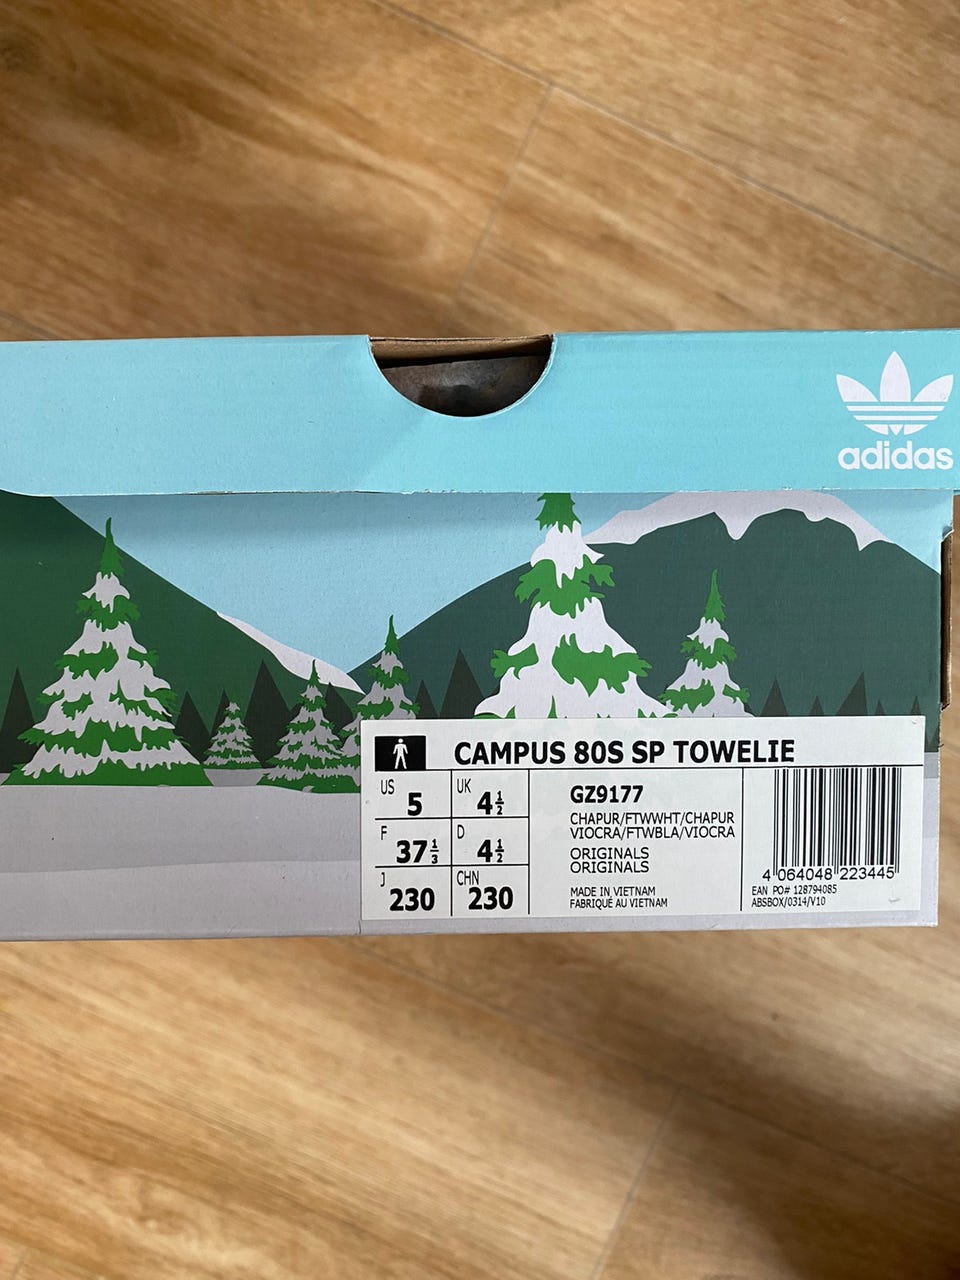 adidas
CAMPUS 80S SP TOWELIE
US 5 UK 4½
F 37⅓ D 4½
J 230 CHN 230
GZ9177
CHAPUR/FTWWHT/CHAPUR
VIOCRA/FTWBLA/VIOCRA
ORIGINALS
ORIGINALS
MADE IN VIETNAM
FABRIQUÉ AU VIETNAM
4 064048 223445
EAN PO# 128794085
ABSBOX/0314/V10